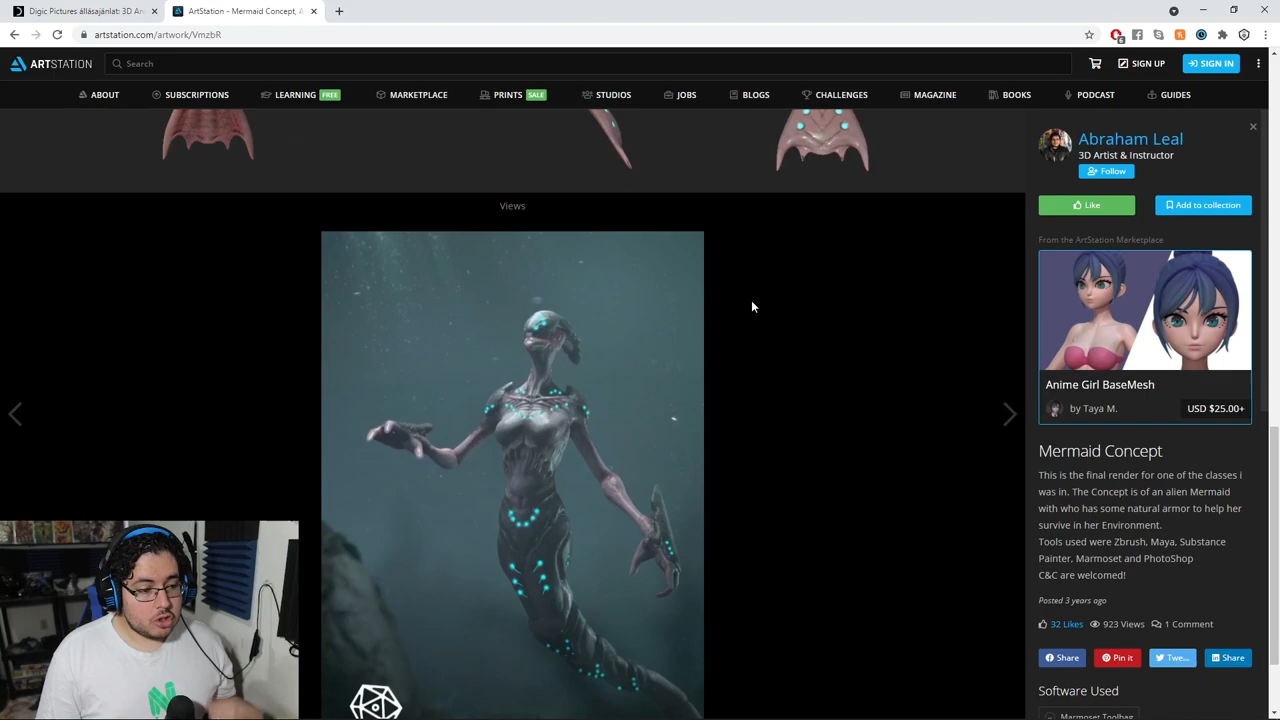 Digic Pictures állásajánlat: 3D An
ArtStation - Mermaid Concept, A
artstation.com/artwork/VmzbR
6
ARTSTATION
Search
SIGN UP
SIGN IN
ABOUT
SUBSCRIPTIONS
LEARNING FREE
MARKETPLACE
PRINTS SALE
STUDIOS
JOBS
BLOGS
CHALLENGES
MAGAZINE
BOOKS
PODCAST
GUIDES
Views
Abraham Leal
3D Artist & Instructor
Follow
Like
Add to collection
From the ArtStation Marketplace
Anime Girl BaseMesh
by Taya M.
USD $25.00+
Mermaid Concept
This is the final render for one of the classes i
was in. The Concept is of an alien Mermaid
with who has some natural armor to help her
survive in her Environment.
Tools used were Zbrush, Maya, Substance
Painter, Marmoset and PhotoShop
C&C are welcomed!
Posted 3 years ago
32 Likes
923 Views
1 Comment
Share
Pin it
Twe...
Share
Software Used
Marmoset Toolbag